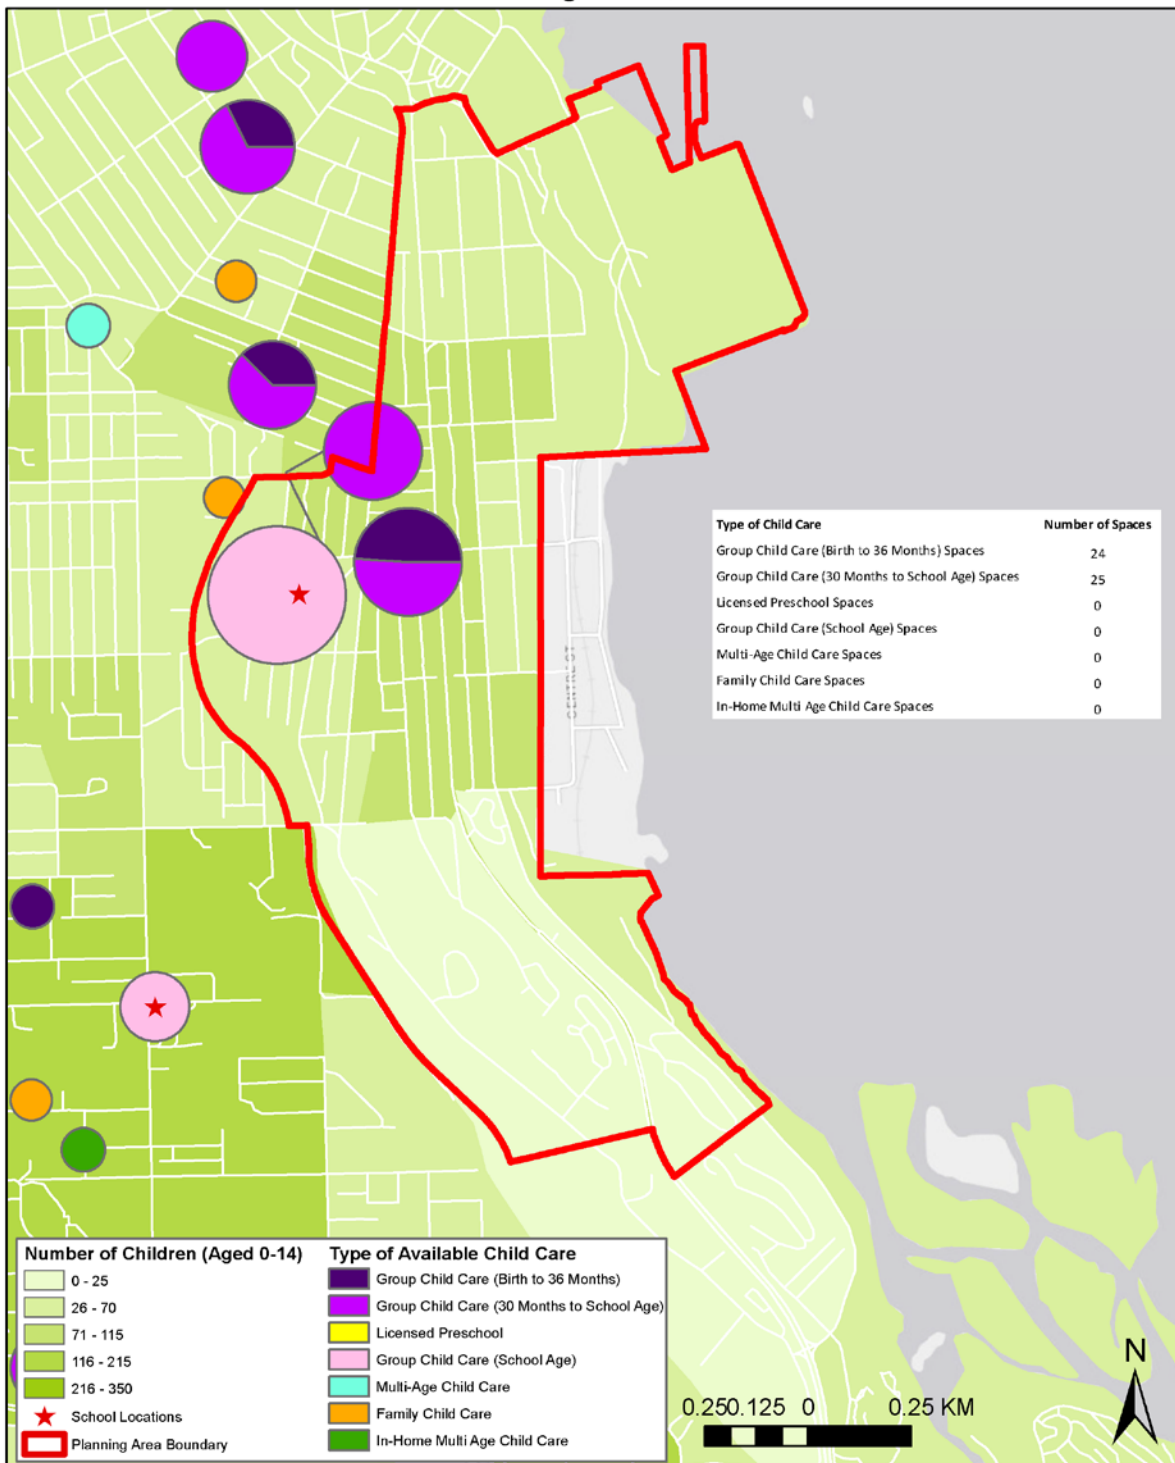 Type of Child Care Number of Spaces
Group Child Care (Birth to 36 Months) Spaces 24
Group Child Care (30 Months to School Age) Spaces 25
Licensed Preschool Spaces 0
Group Child Care (School Age) Spaces 0
Multi-Age Child Care Spaces 0
Family Child Care Spaces 0
In-Home Multi Age Child Care Spaces 0
Number of Children (Aged 0-14)
0 - 25
26 - 70
71 - 115
116 - 215
216 - 350
School Locations
Planning Area Boundary
Type of Available Child Care
Group Child Care (Birth to 36 Months)
Group Child Care (30 Months to School Age)
Licensed Preschool
Group Child Care (School Age)
Multi-Age Child Care
Family Child Care
In-Home Multi Age Child Care
0.25 0.125 0 0.25 KM
N